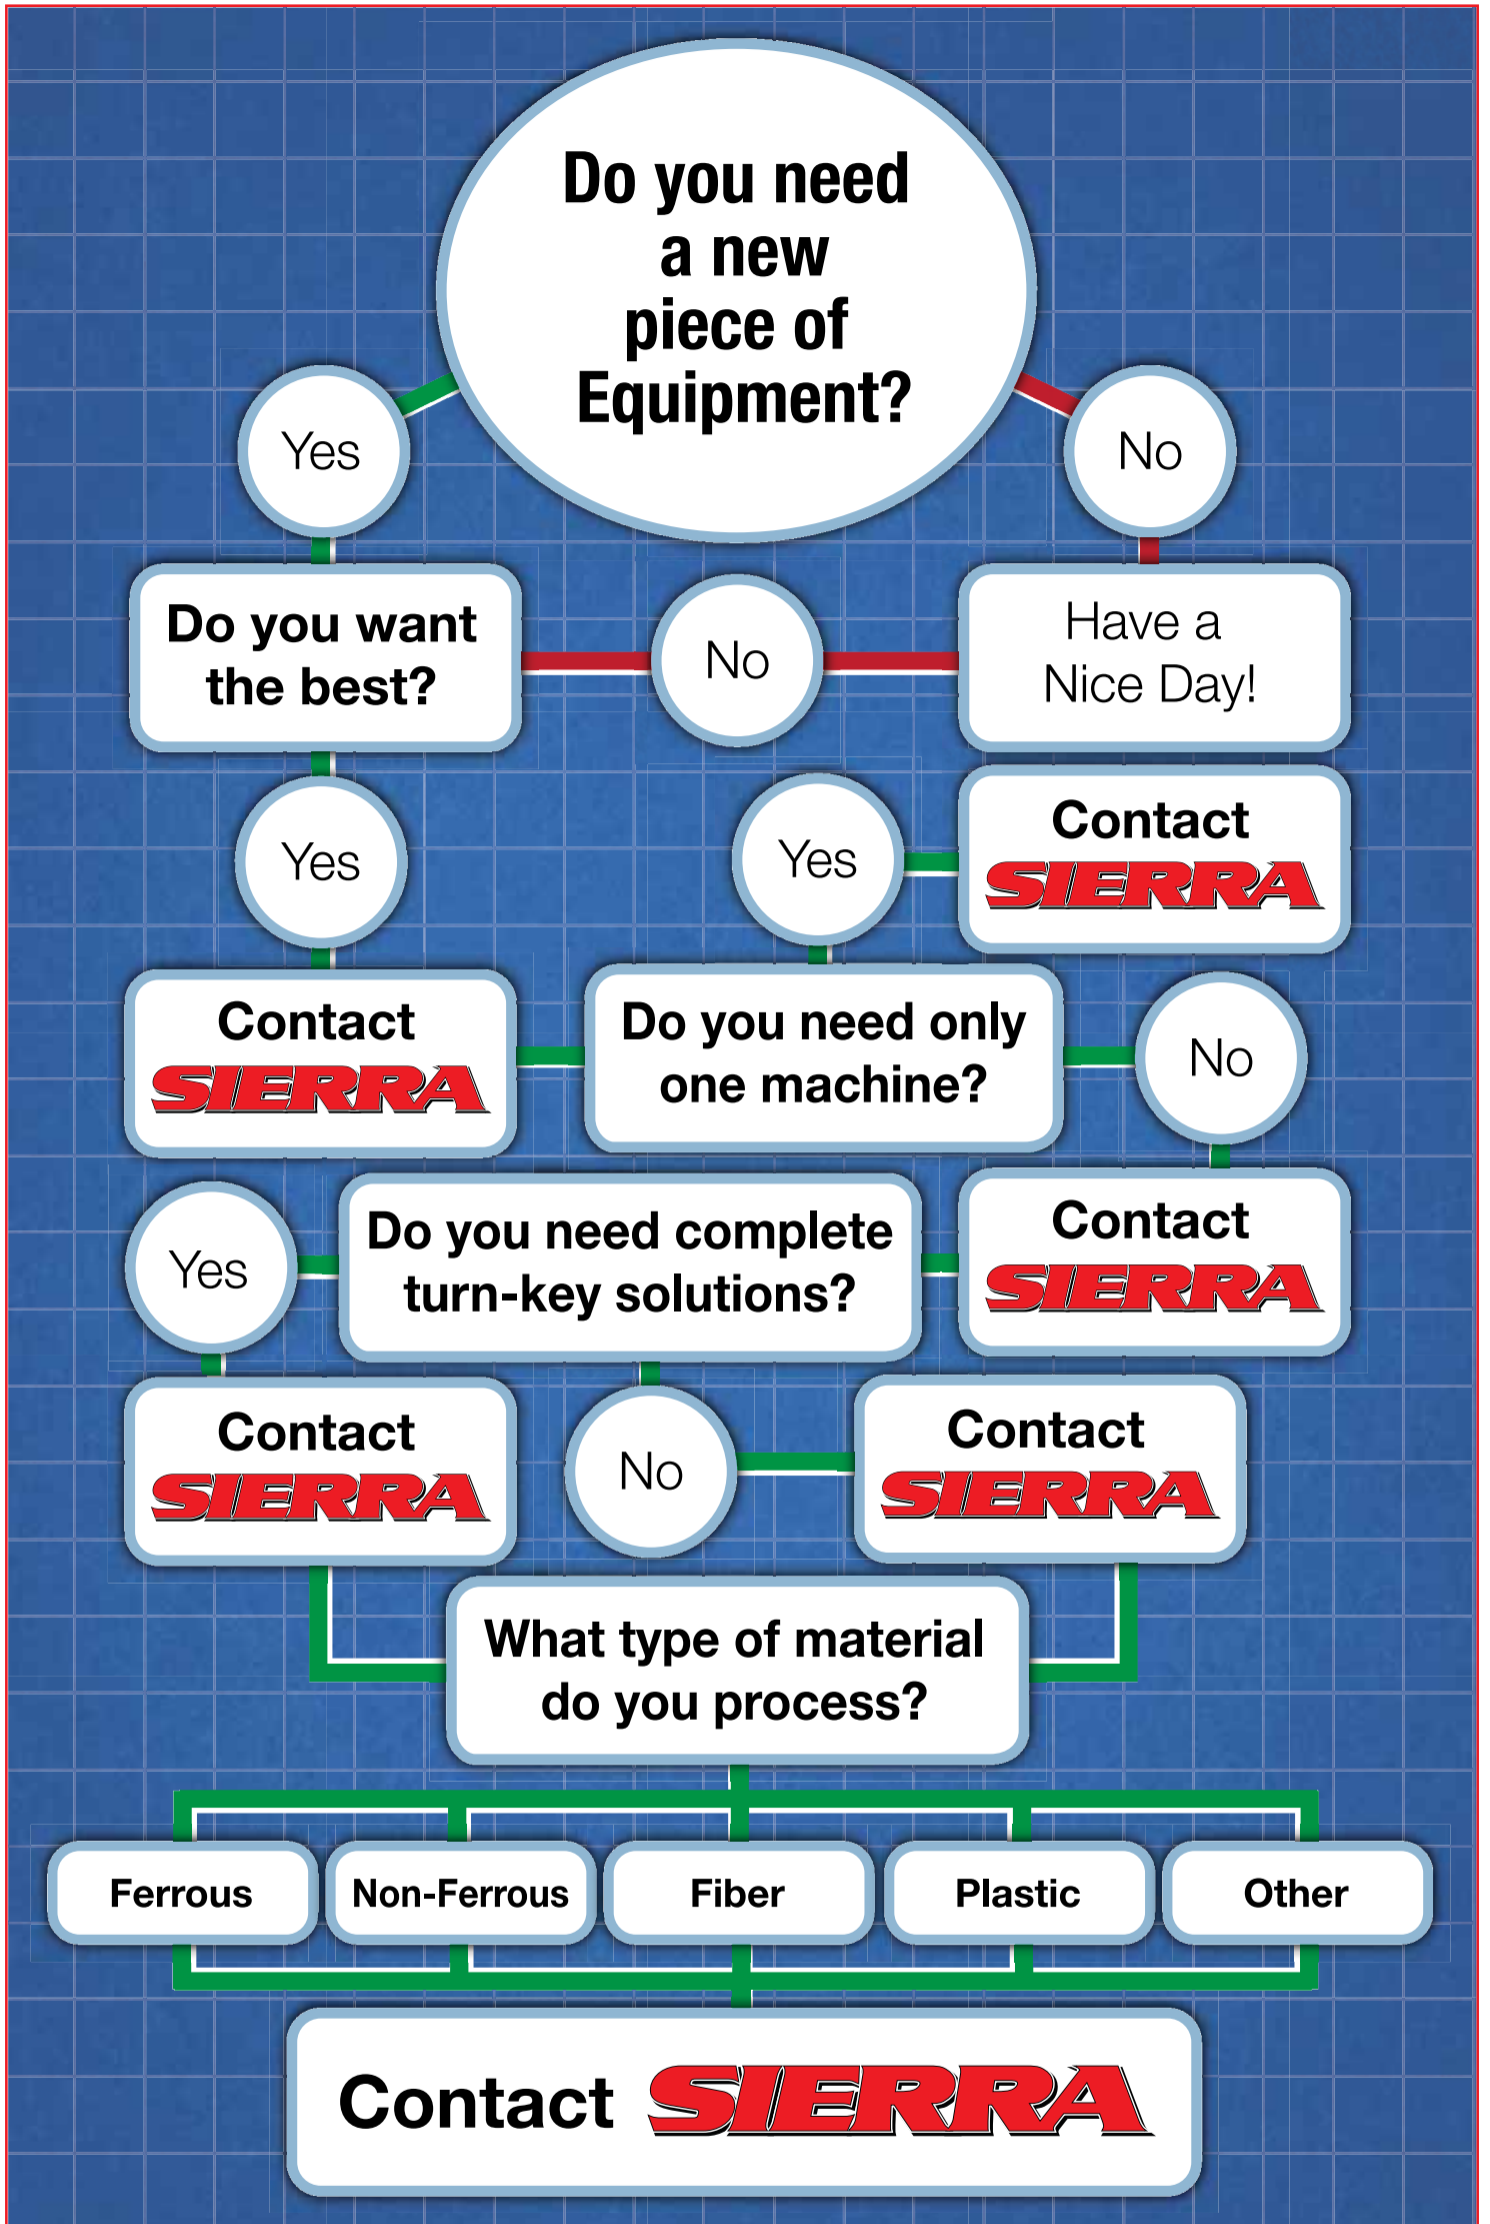 Do you need
a new
piece of
Equipment?
Yes
No
Do you want
the best?
No
Have a
Nice Day!
Yes
Yes
Contact
SIERRA
Contact
SIERRA
Do you need only
one machine?
No
Yes
Do you need complete
turn-key solutions?
Contact
SIERRA
Contact
SIERRA
No
Contact
SIERRA
What type of material
do you process?
Ferrous
Non-Ferrous
Fiber
Plastic
Other
Contact SIERRA